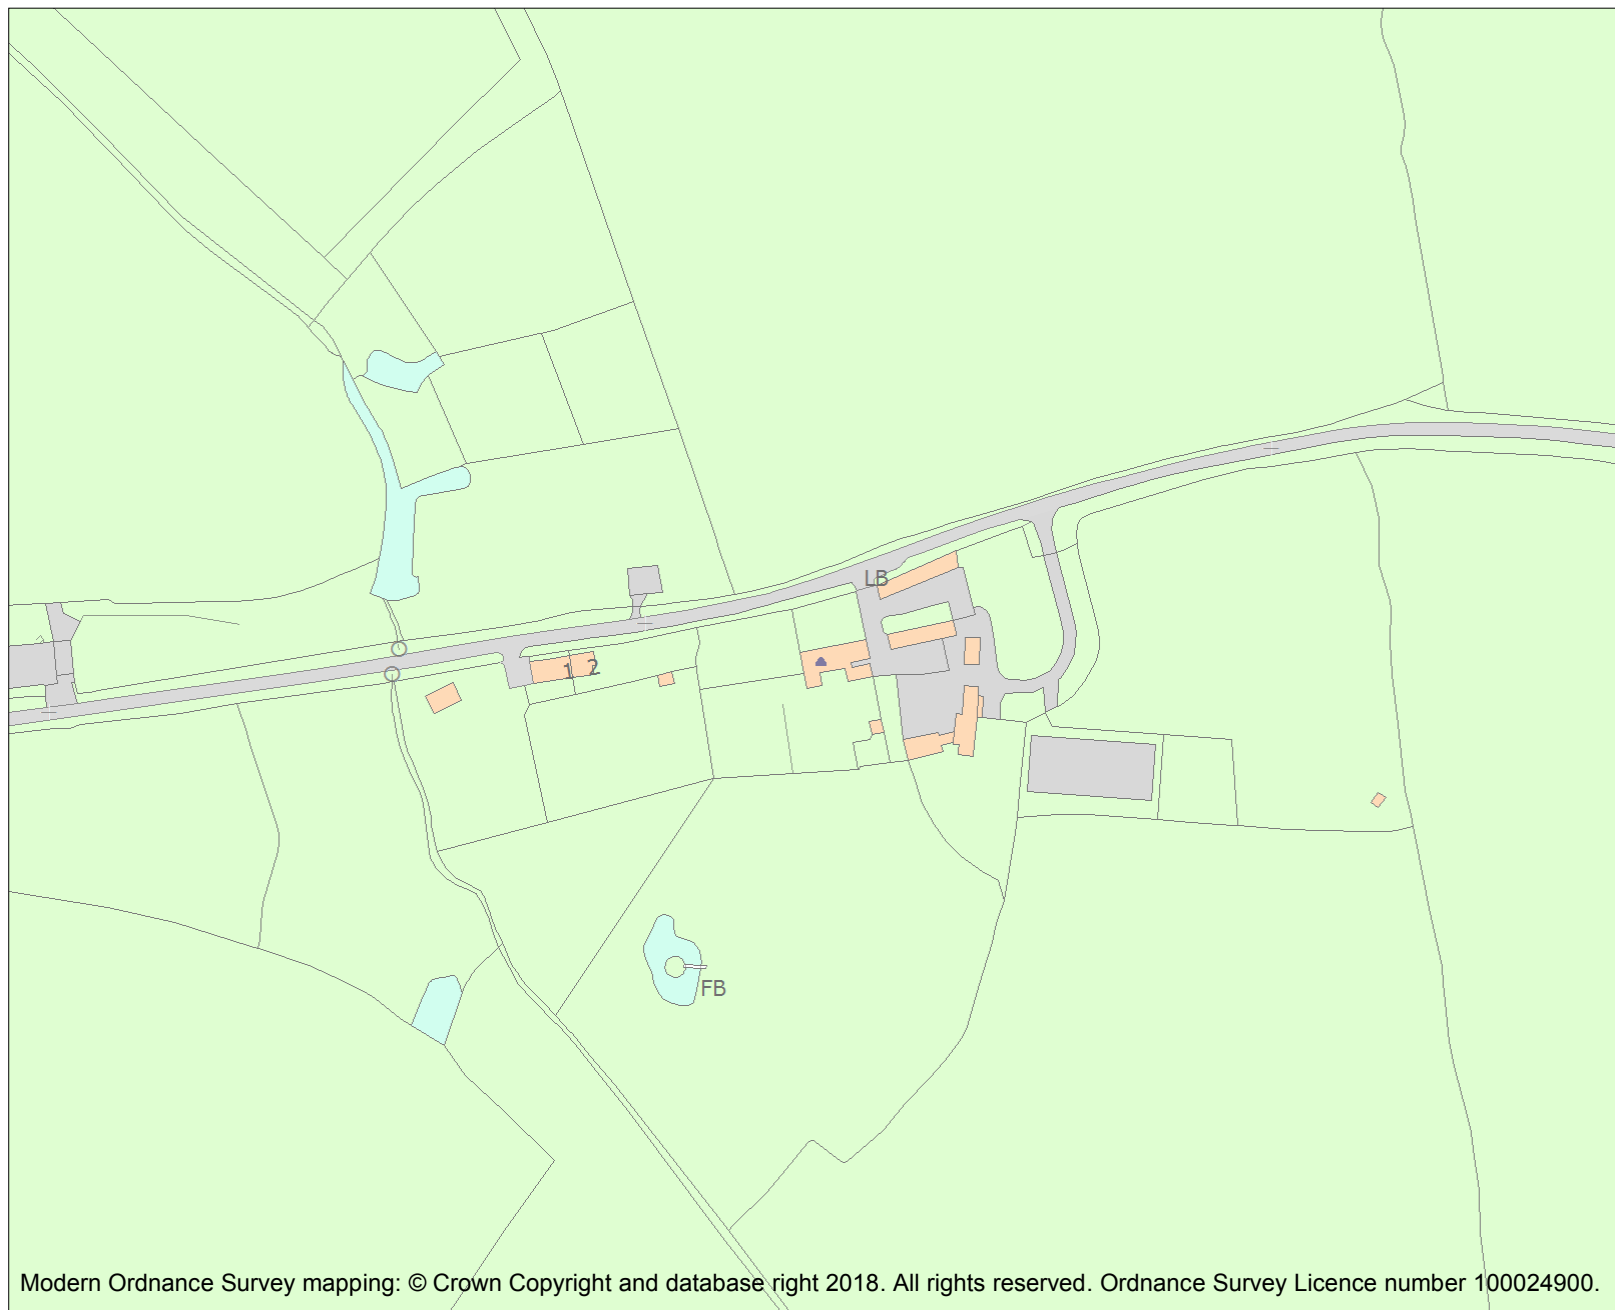 LB
1 2
FB
Modern Ordnance Survey mapping: © Crown Copyright and database right 2018. All rights reserved. Ordnance Survey Licence number 100024900.